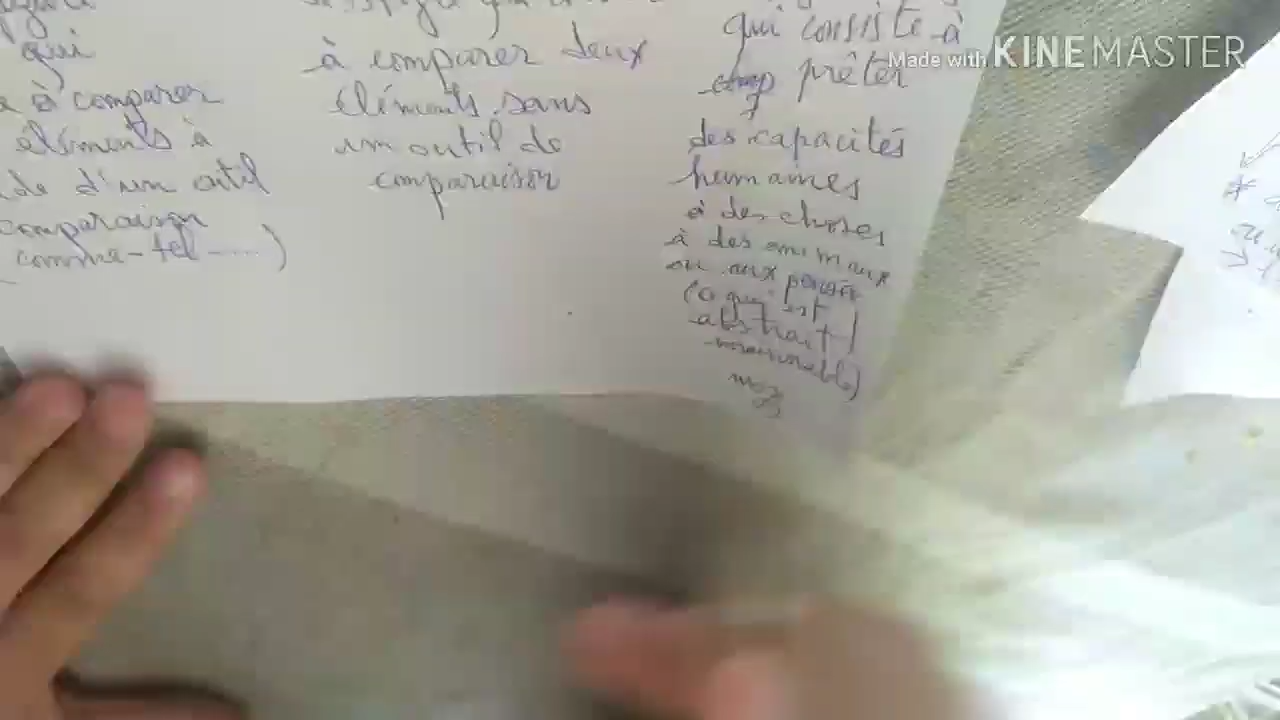 qui
à comparer
éléments à
de d'un outil
comparaison
comme - tel ......)
à comparer deux
éléments sans
un outil de
comparaison
qui consiste à
prêter
des capacités
humaines
à des choses
à des animaux
ou aux
(ce qui est
abstrait)
Made with KINEMASTER